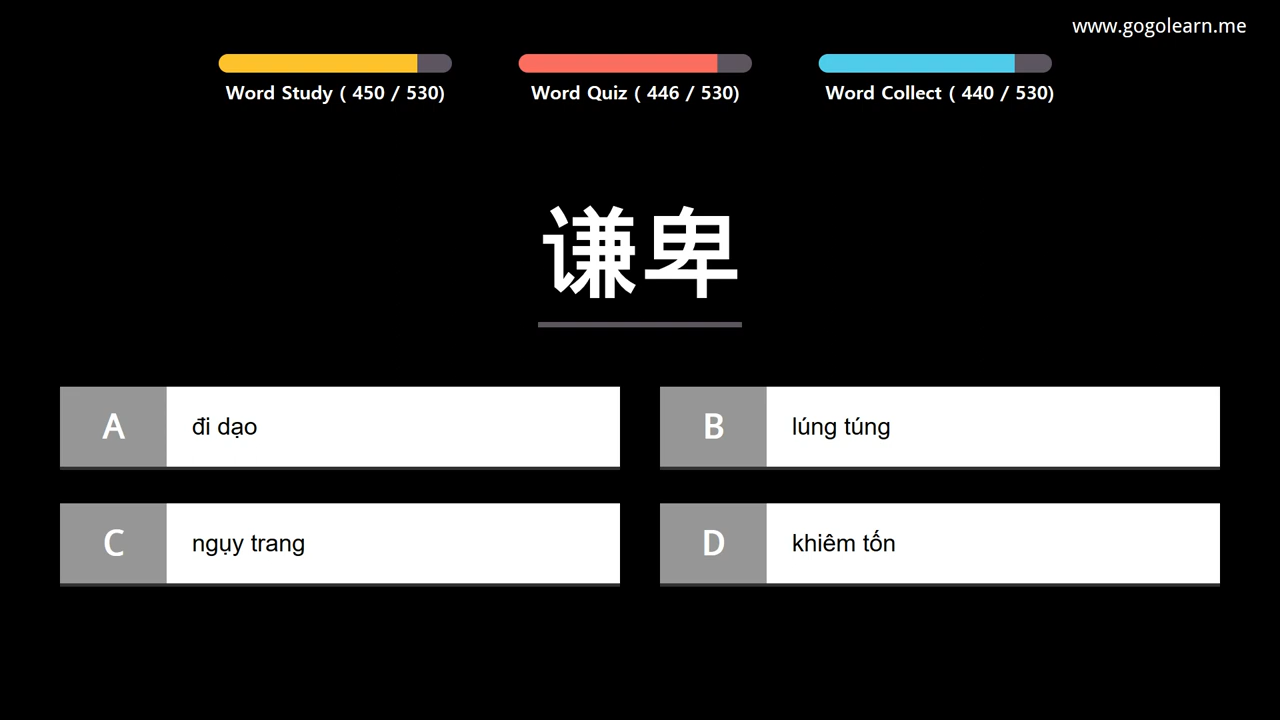 www.gogolearn.me
Word Study ( 450 / 530)
Word Quiz ( 446 / 530)
Word Collect ( 440 / 530)
谦卑
A đi dạo
B lúng túng
C ngụy trang
D khiêm tốn